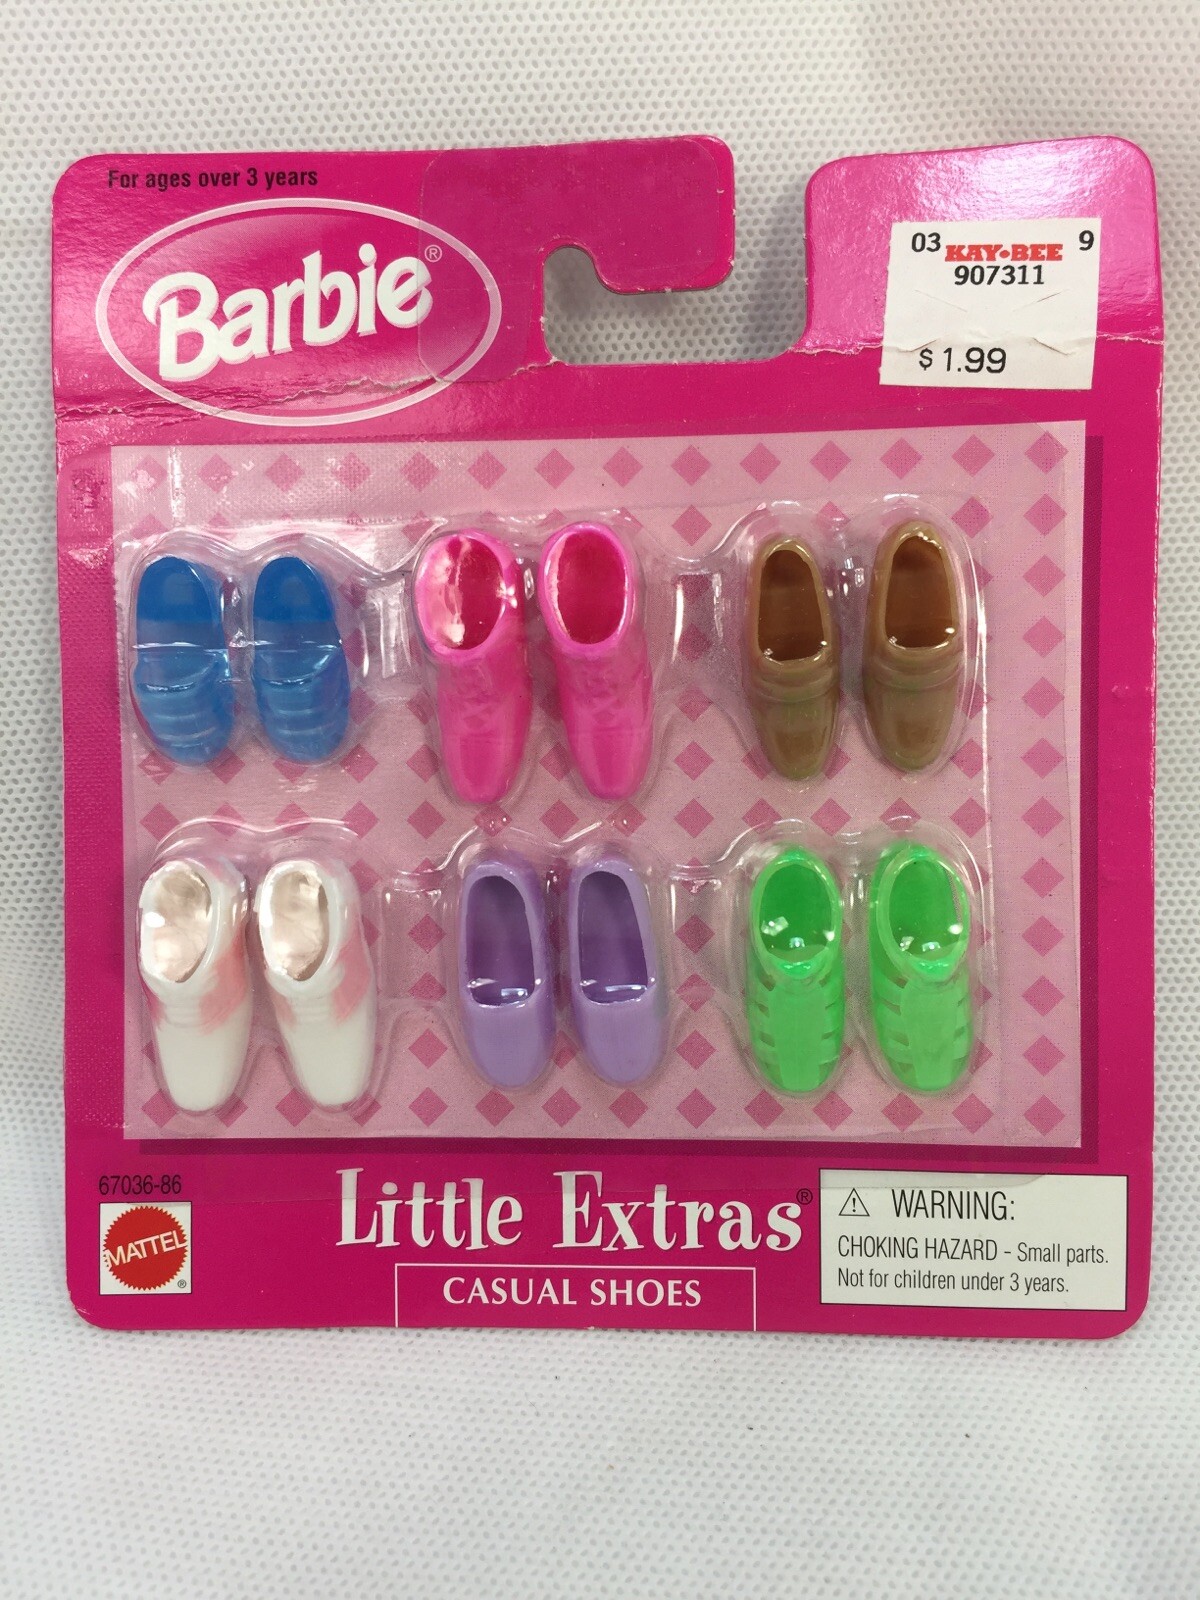 For ages over 3 years
Barbie®
03 KAY•BEE 9
907311
$1.99
67036-86
MATTEL
®
Little Extras®
CASUAL SHOES
WARNING:
CHOKING HAZARD - Small parts.
Not for children under 3 years.